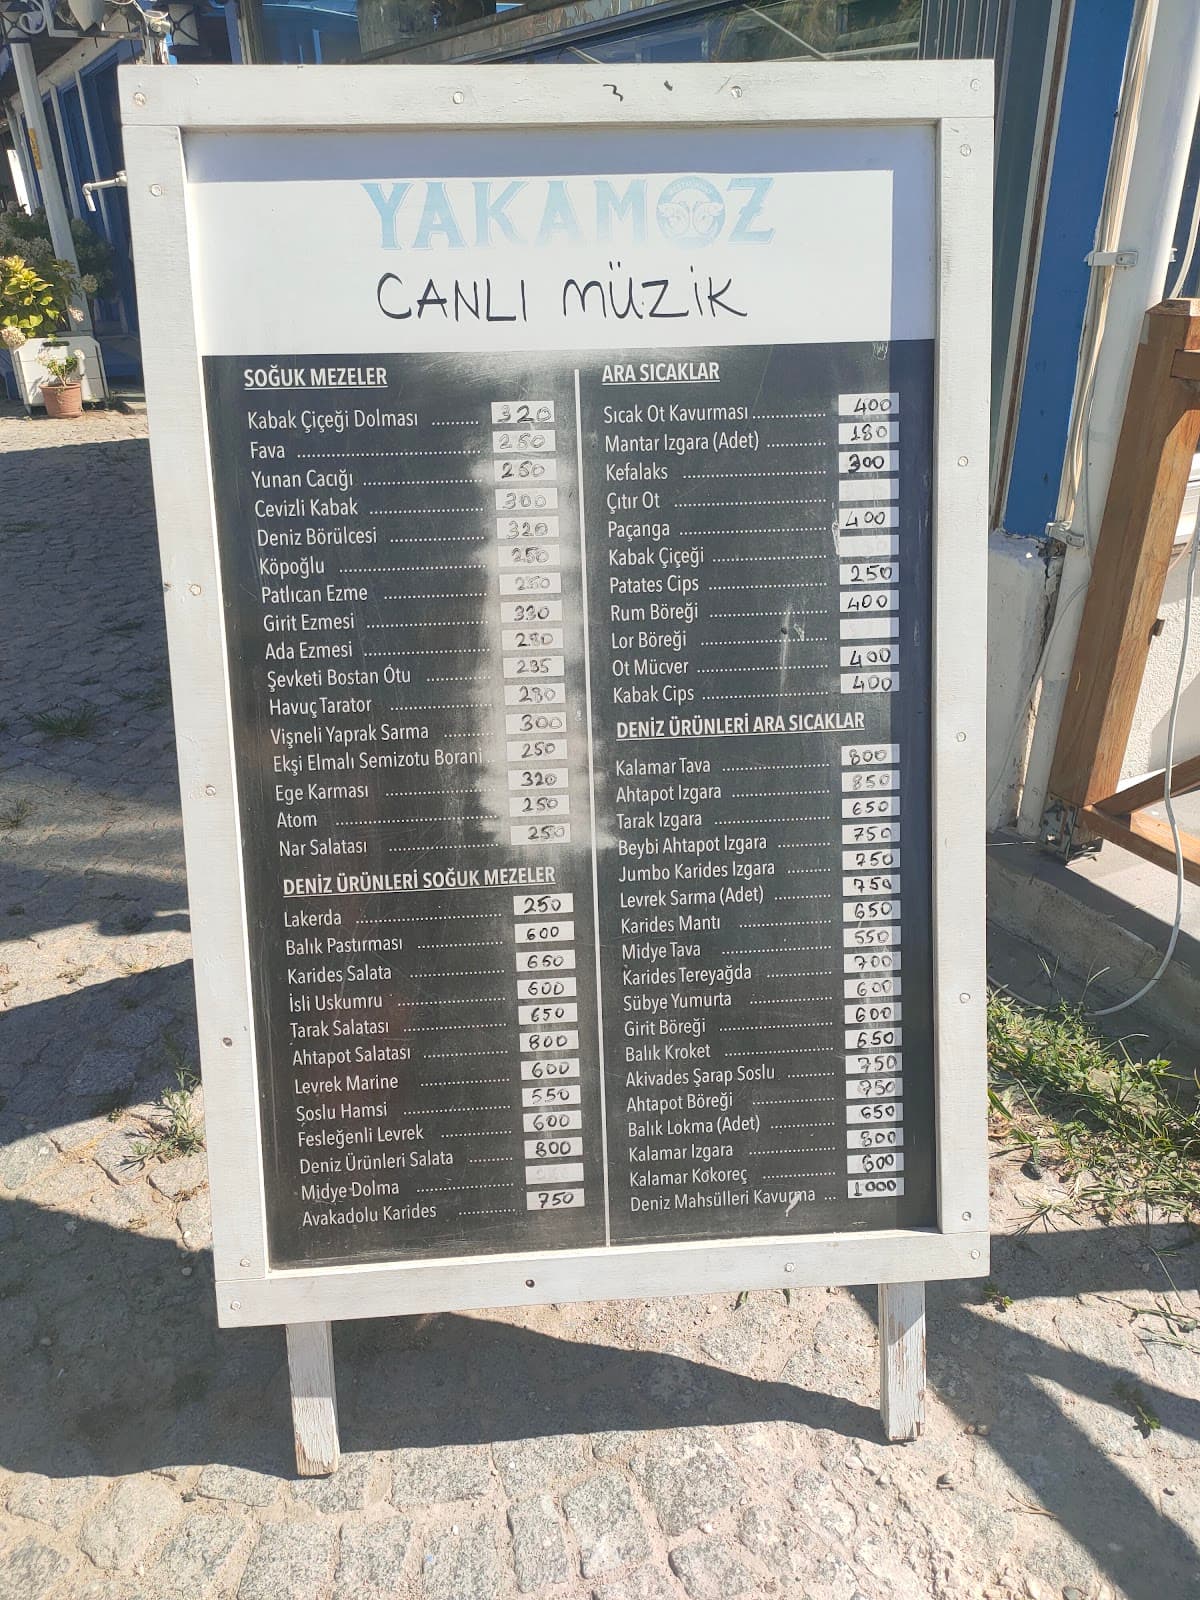 YAKAMOZ
CANLI MÜZİK
SOĞUK MEZELER
Kabak Çiçeği Dolması ......... 320
Fava ......... 250
Yunan Cacığı ......... 250
Cevizli Kabak ......... 300
Deniz Börülcesi ......... 320
Köpoğlu ......... 250
Patlıcan Ezme ......... 250
Girit Ezmesi ......... 330
Ada Ezmesi .........
Şevketi Bostan Otu ......... 285
Havuç Tarator .........
Vişneli Yaprak Sarma ......... 300
Ekşi Elmalı Semizotu Borani.. 250
Ege Karması ......... 320
Atom ......... 250
Nar Salatası ......... 250
DENİZ ÜRÜNLERİ SOĞUK MEZELER
Lakerda ......... 250
Balık Pastırması ......... 600
Karides Salata ......... 650
İsli Uskumru ......... 600
Tarak Salatası ......... 650
Ahtapot Salatası ......... 800
Levrek Marine ......... 600
Soslu Hamsi ......... 550
Fesleğenli Levrek ......... 600
Deniz Ürünleri Salata ......... 800
Midye Dolma .........
Avakadolu Karides ......... 750
ARA SICAKLAR
Sıcak Ot Kavurması ......... 400
Mantar Izgara (Adet) ......... 180
Kefalaks ......... 300
Çıtır Ot .........
Paçanga ......... 400
Kabak Çiçeği .........
Patates Cips ......... 250
Rum Böreği ......... 400
Lor Böreği .........
Ot Mücver ......... 400
Kabak Cips ......... 400
DENİZ ÜRÜNLERİ ARA SICAKLAR
Kalamar Tava ......... 800
Ahtapot Izgara ......... 850
Tarak Izgara ......... 650
Beybi Ahtapot Izgara ......... 750
Jumbo Karides Izgara ......... 750
Levrek Sarma (Adet) ......... 750
Karides Mantı ......... 650
Midye Tava ......... 550
Karides Tereyağda ......... 700
Sübye Yumurta ......... 600
Girit Böreği ......... 600
Balık Kroket ......... 650
Akivades Şarap Soslu ......... 750
Ahtapot Böreği ......... 750
Balık Lokma (Adet) ......... 650
Kalamar Izgara ......... 800
Kalamar Kokoreç ......... 600
Deniz Mahsülleri Kavurma ... 1000